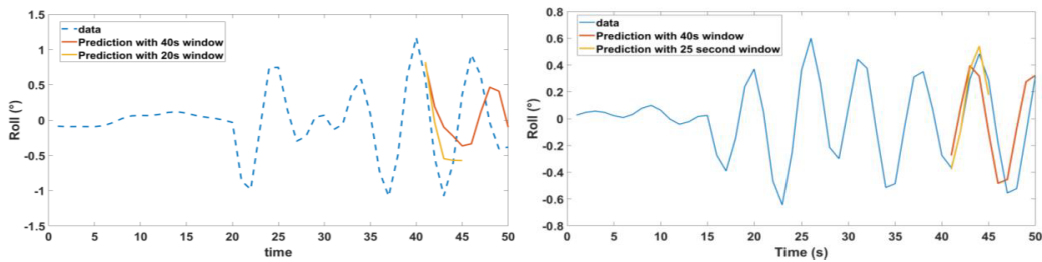 data
Prediction with 40s window
Prediction with 20s window
Roll (°)
1.5
1
0.5
0
-0.5
-1
-1.5
0 5 10 15 20 25 30 35 40 45 50
time
data
Prediction with 40s window
Prediction with 25 second window
Roll (°)
0.8
0.6
0.4
0.2
0
-0.2
-0.4
-0.6
-0.8
0 5 10 15 20 25 30 35 40 45 50
Time (s)